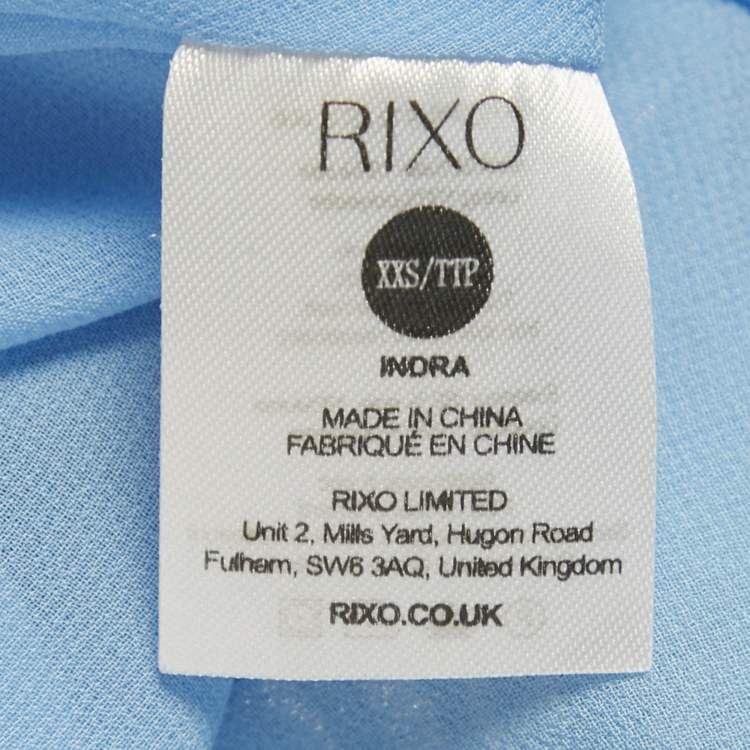 RIXO
XXS/TTP
INDRA
MADE IN CHINA
FABRIQUÉ EN CHINE
RIXO LIMITED
Unit 2, Mills Yard, Hugon Road
Fulham, SW6 3AQ, United Kingdom
RIXO.CO.UK